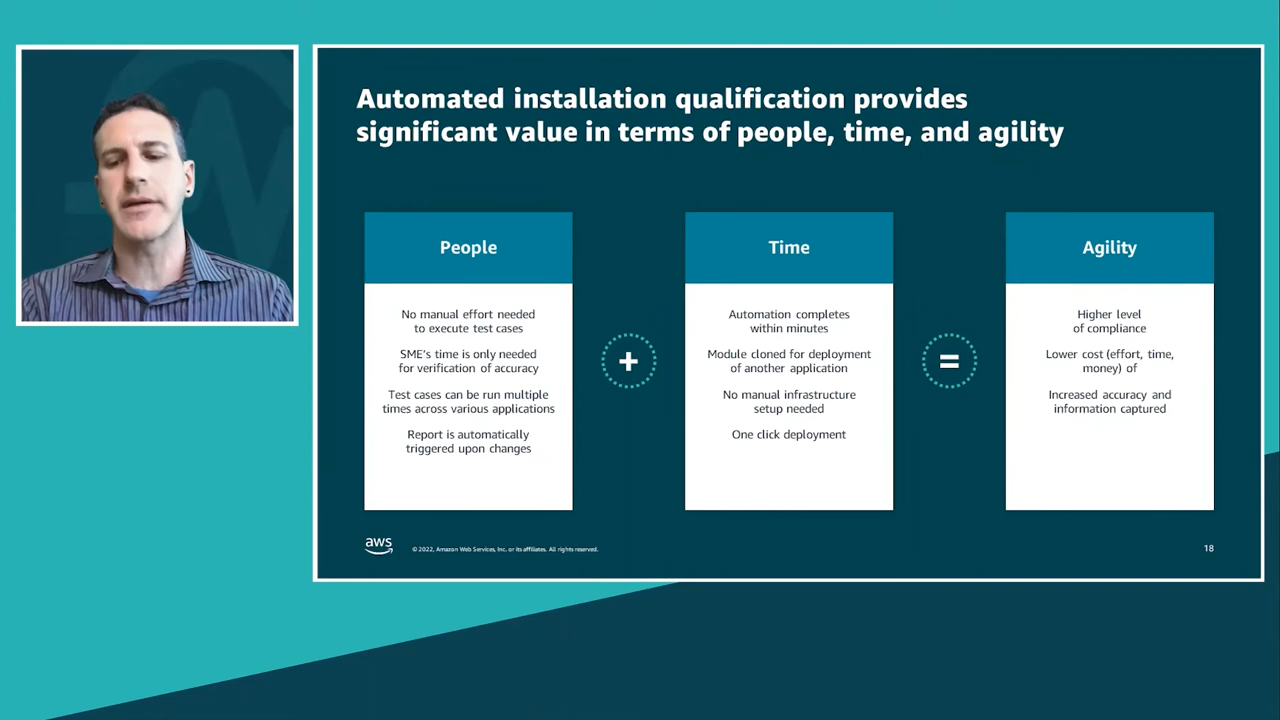 Automated installation qualification provides
significant value in terms of people, time, and agility
People
No manual effort needed
to execute test cases
SME's time is only needed
for verification of accuracy
Test cases can be run multiple
times across various applications
Report is automatically
triggered upon changes
+
Time
Automation completes
within minutes
Module cloned for deployment
of another application
No manual infrastructure
setup needed
One click deployment
=
Agility
Higher level
of compliance
Lower cost (effort, time,
money) of
Increased accuracy and
information captured
aws
© 2022, Amazon Web Services, Inc. or its affiliates. All rights reserved.
18